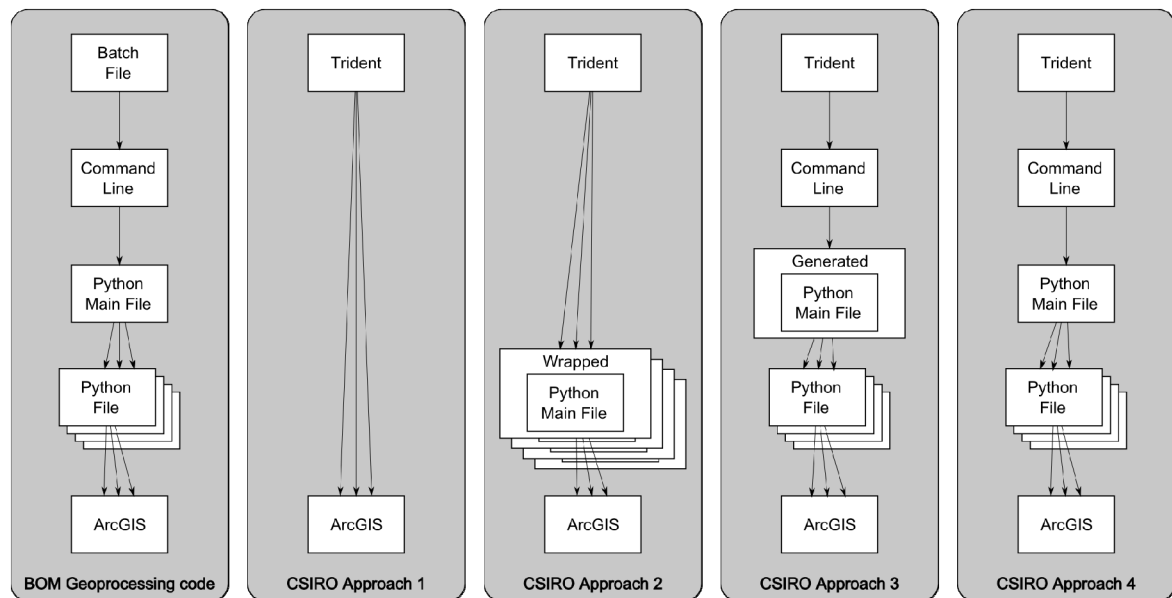 Batch
File
Command
Line
Python
Main File
Python
File
ArcGIS
BOM Geoprocessing code
Trident
ArcGIS
CSIRO Approach 1
Trident
Wrapped
Python
Main File
ArcGIS
CSIRO Approach 2
Trident
Command
Line
Generated
Python
Main File
Python
File
ArcGIS
CSIRO Approach 3
Trident
Command
Line
Python
Main File
Python
File
ArcGIS
CSIRO Approach 4